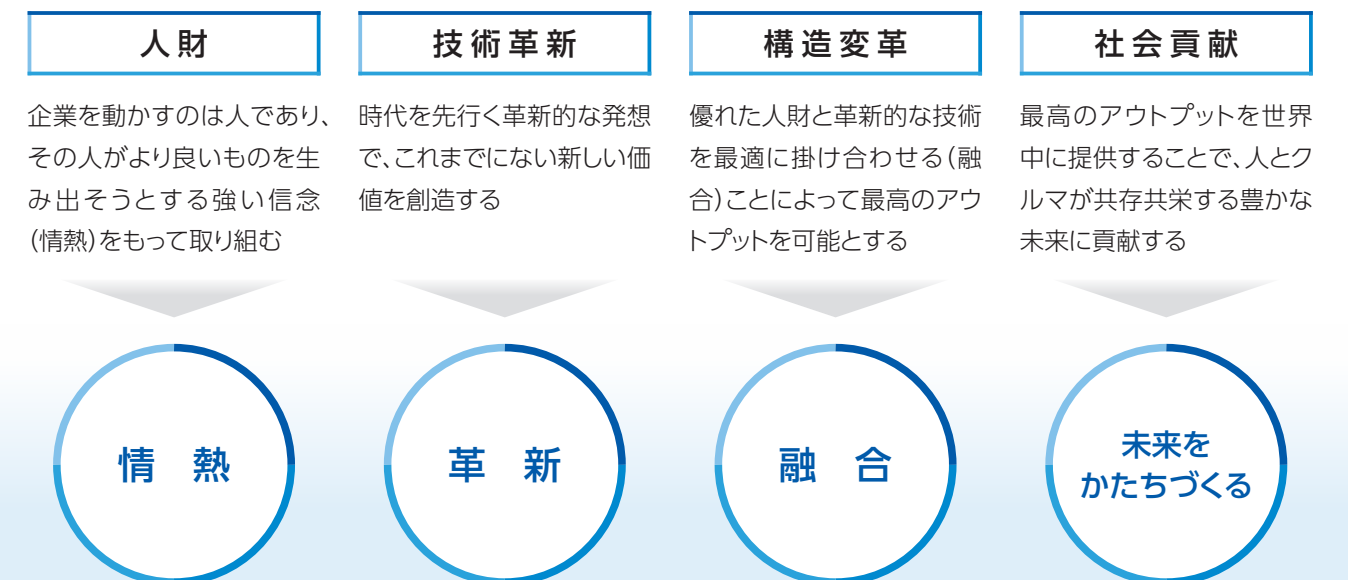 人財
企業を動かすのは人であり、
その人がより良いものを生
み出そうとする強い信念
(情熱)をもって取り組む
情熱
技術革新
時代を先行く革新的な発想
で、これまでにない新しい価
値を創造する
革新
構造変革
優れた人財と革新的な技術
を最適に掛け合わせる(融
合)ことによって最高のアウ
トプットを可能とする
融合
社会貢献
最高のアウトプットを世界
中に提供することで、人とク
ルマが共存共栄する豊かな
未来に貢献する
未来を
かたちづくる